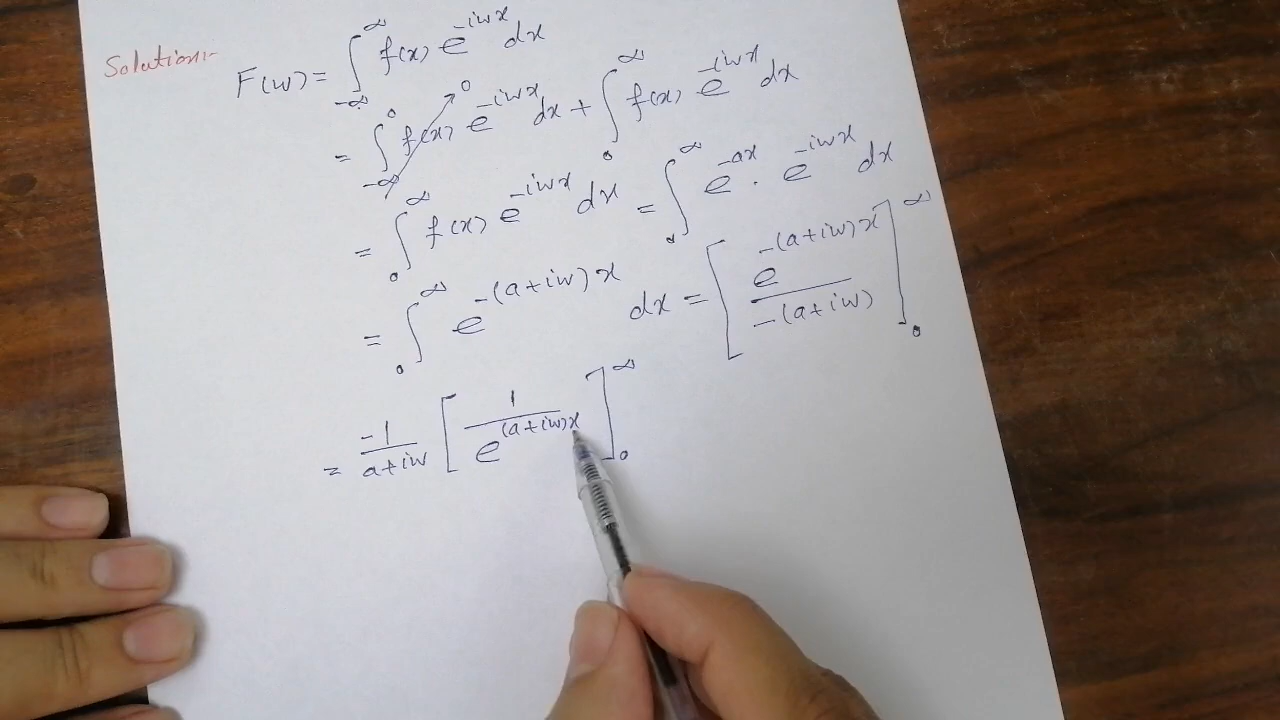 Solution:-
F(w) = ∫_{-∞}^{∞} f(x) e^{-iwx} dx
= ∫_{-∞}^{0} f(x) e^{-iwx} dx + ∫_{0}^{∞} f(x) e^{-iwx} dx
= ∫_{0}^{∞} f(x) e^{-iwx} dx = ∫_{0}^{∞} e^{-ax} · e^{-iwx} dx
= ∫_{0}^{∞} e^{-(a+iw)x} dx = [ e^{-(a+iw)x} / -(a+iw) ]_{0}^{∞}
= -1/(a+iw) [ 1 / e^{(a+iw)x} ]_{0}^{∞}